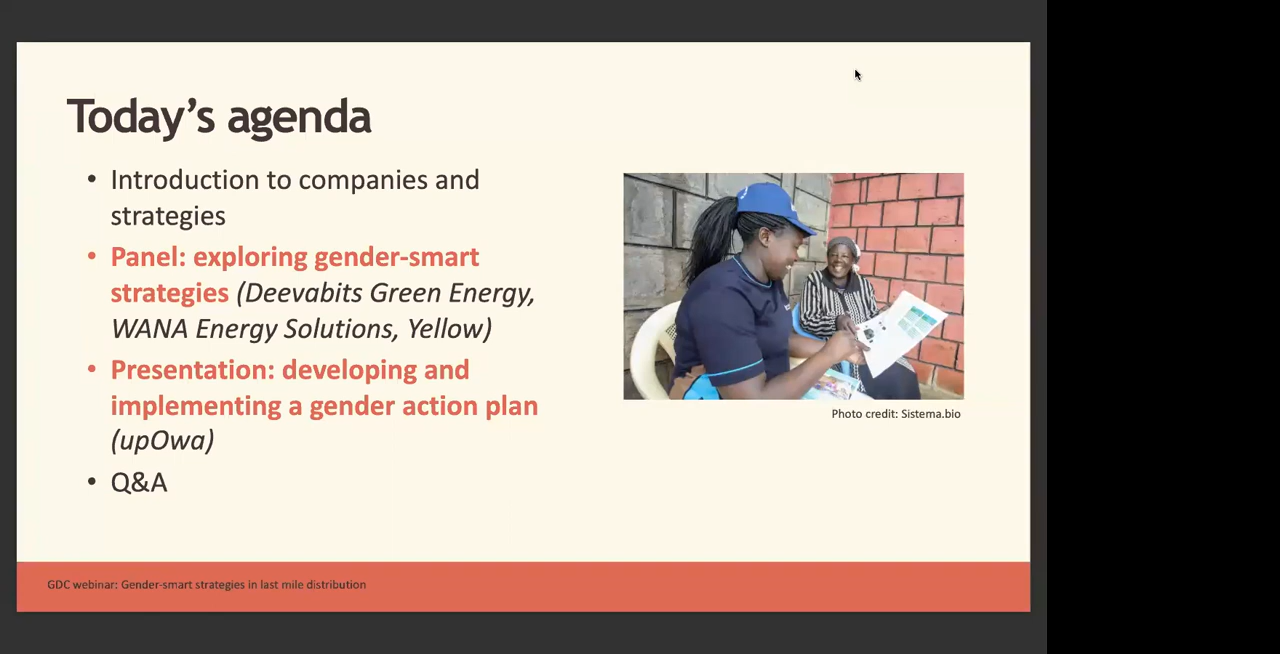 Today's agenda
• Introduction to companies and
strategies
• Panel: exploring gender-smart
strategies (Deevabits Green Energy,
WANA Energy Solutions, Yellow)
• Presentation: developing and
implementing a gender action plan
(upOwa)
• Q&A
Photo credit: Sistema.bio
GDC webinar: Gender-smart strategies in last mile distribution